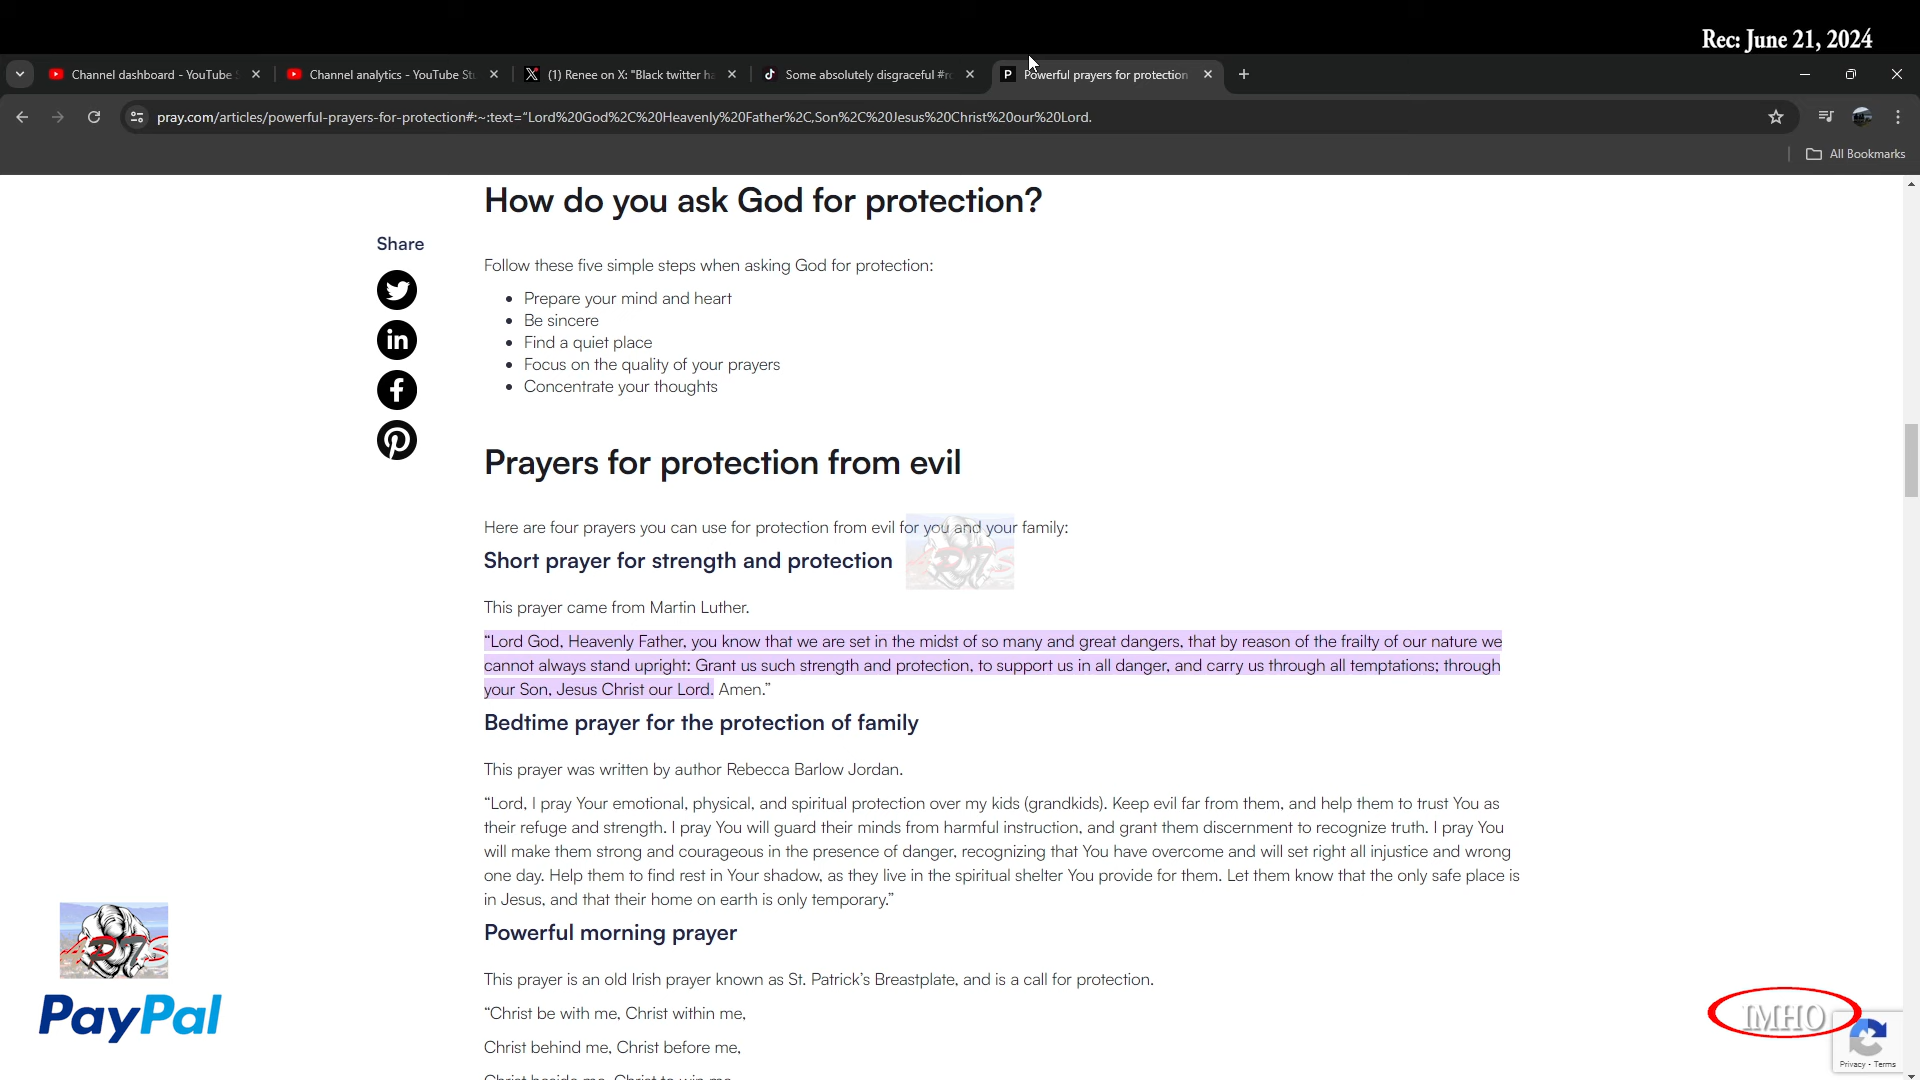 Rec: June 21, 2024
Channel dashboard - YouTube S
Channel analytics - YouTube Stu
(1) Renee on X: "Black twitter ha
Some absolutely disgraceful #ro
Powerful prayers for protection
pray.com/articles/powerful-prayers-for-protection#:~:text=“Lord%20God%2C%20Heavenly%20Father%2C,Son%2C%20Jesus%20Christ%20our%20Lord.
All Bookmarks
How do you ask God for protection?
Share
Follow these five simple steps when asking God for protection:
Prepare your mind and heart
Be sincere
Find a quiet place
Focus on the quality of your prayers
Concentrate your thoughts
Prayers for protection from evil
Here are four prayers you can use for protection from evil for you and your family:
Short prayer for strength and protection
This prayer came from Martin Luther.
“Lord God, Heavenly Father, you know that we are set in the midst of so many and great dangers, that by reason of the frailty of our nature we
cannot always stand upright: Grant us such strength and protection, to support us in all danger, and carry us through all temptations; through
your Son, Jesus Christ our Lord. Amen.”
Bedtime prayer for the protection of family
This prayer was written by author Rebecca Barlow Jordan.
“Lord, I pray Your emotional, physical, and spiritual protection over my kids (grandkids). Keep evil far from them, and help them to trust You as
their refuge and strength. I pray You will guard their minds from harmful instruction, and grant them discernment to recognize truth. I pray You
will make them strong and courageous in the presence of danger, recognizing that You have overcome and will set right all injustice and wrong
one day. Help them to find rest in Your shadow, as they live in the spiritual shelter You provide for them. Let them know that the only safe place is
in Jesus, and that their home on earth is only temporary.”
Powerful morning prayer
This prayer is an old Irish prayer known as St. Patrick’s Breastplate, and is a call for protection.
“Christ be with me, Christ within me,
Christ behind me, Christ before me,
Christ beside me, Christ to win me
PayPal
IMHO
Privacy - Terms